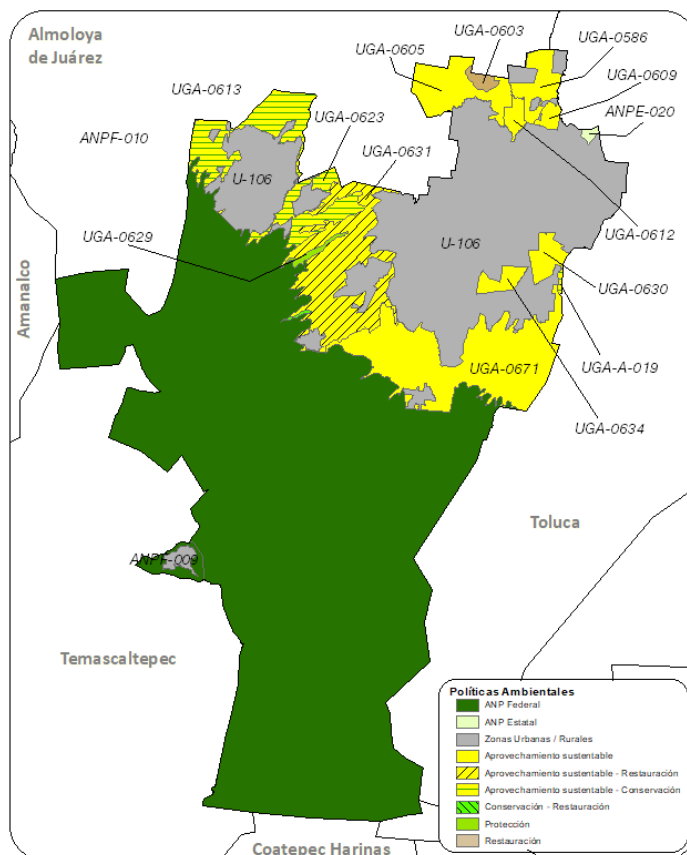 Almoloya
de Juárez
UGA-0603
UGA-0605
UGA-0586
UGA-0613
UGA-0609
UGA-0623
ANPE-020
ANPF-010
UGA-0631
U-106
UGA-0629
U-106
UGA-0612
UGA-0630
Amanalco
UGA-0671
UGA-A-019
UGA-0634
Toluca
ANPF-009
Temascaltepec
Coatepec Harinas
Políticas Ambientales
ANP Federal
ANP Estatal
Zonas Urbanas / Rurales
Aprovechamiento sustentable
Aprovechamiento sustentable - Restauración
Aprovechamiento sustentable - Conservación
Conservación - Restauración
Protección
Restauración